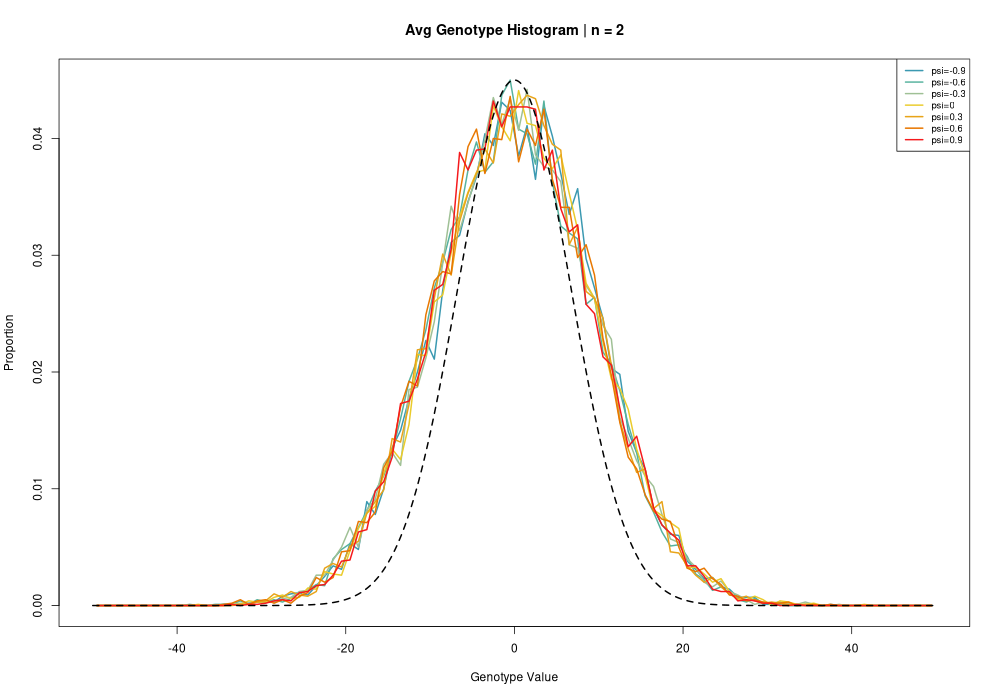 Avg Genotype Histogram | n = 2
psi=-0.9
psi=-0.6
psi=-0.3
psi=0
psi=0.3
psi=0.6
psi=0.9
Proportion
0.04
0.03
0.02
0.01
0.00
-40 -20 0 20 40
Genotype Value